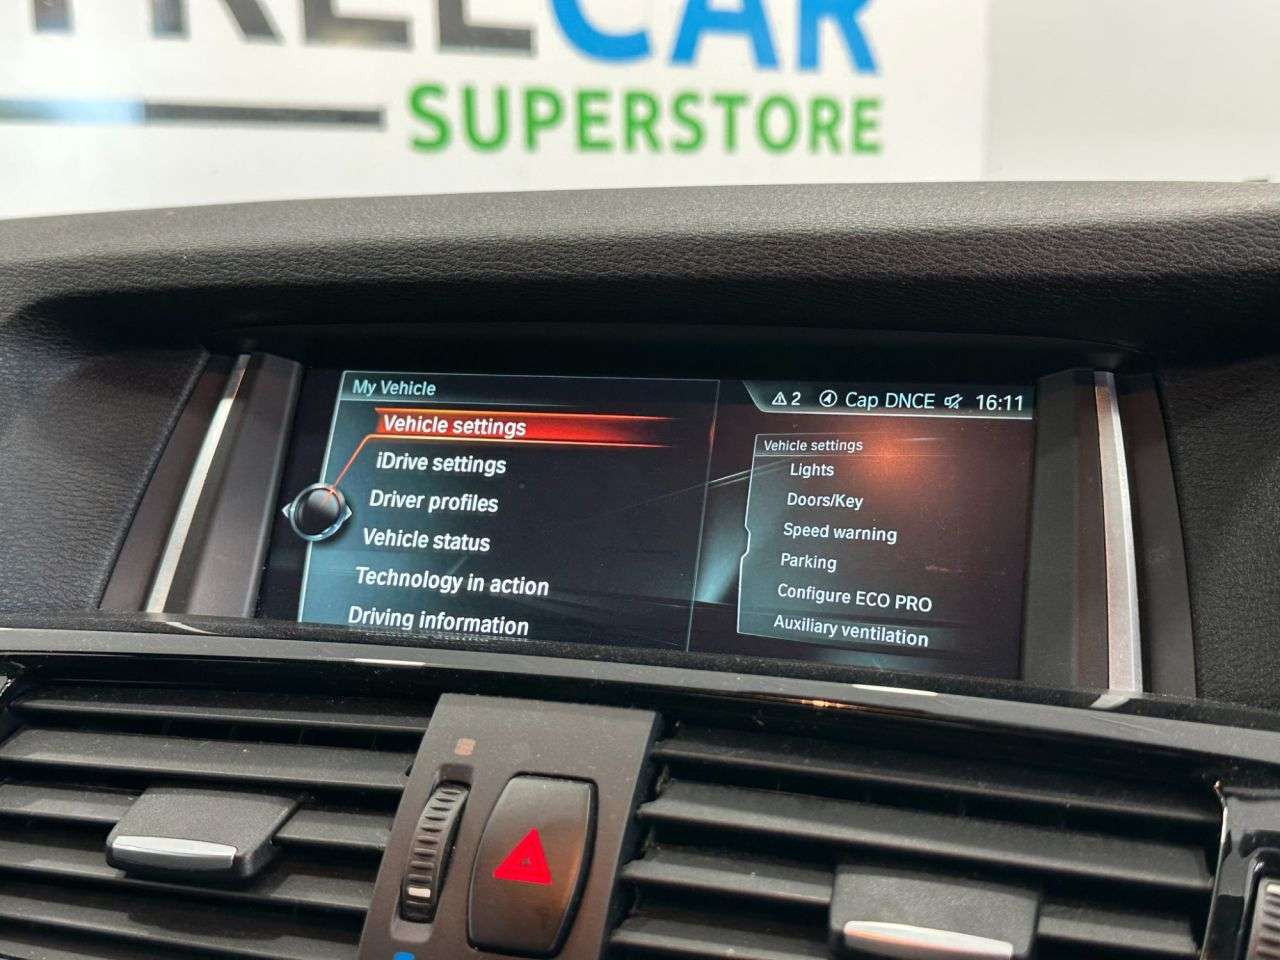 CAR
SUPERSTORE
My Vehicle
2 Cap DNCE 16:11
Vehicle settings
iDrive settings
Driver profiles
Vehicle status
Technology in action
Driving information
Vehicle settings
Lights
Doors/Key
Speed warning
Parking
Configure ECO PRO
Auxiliary ventilation